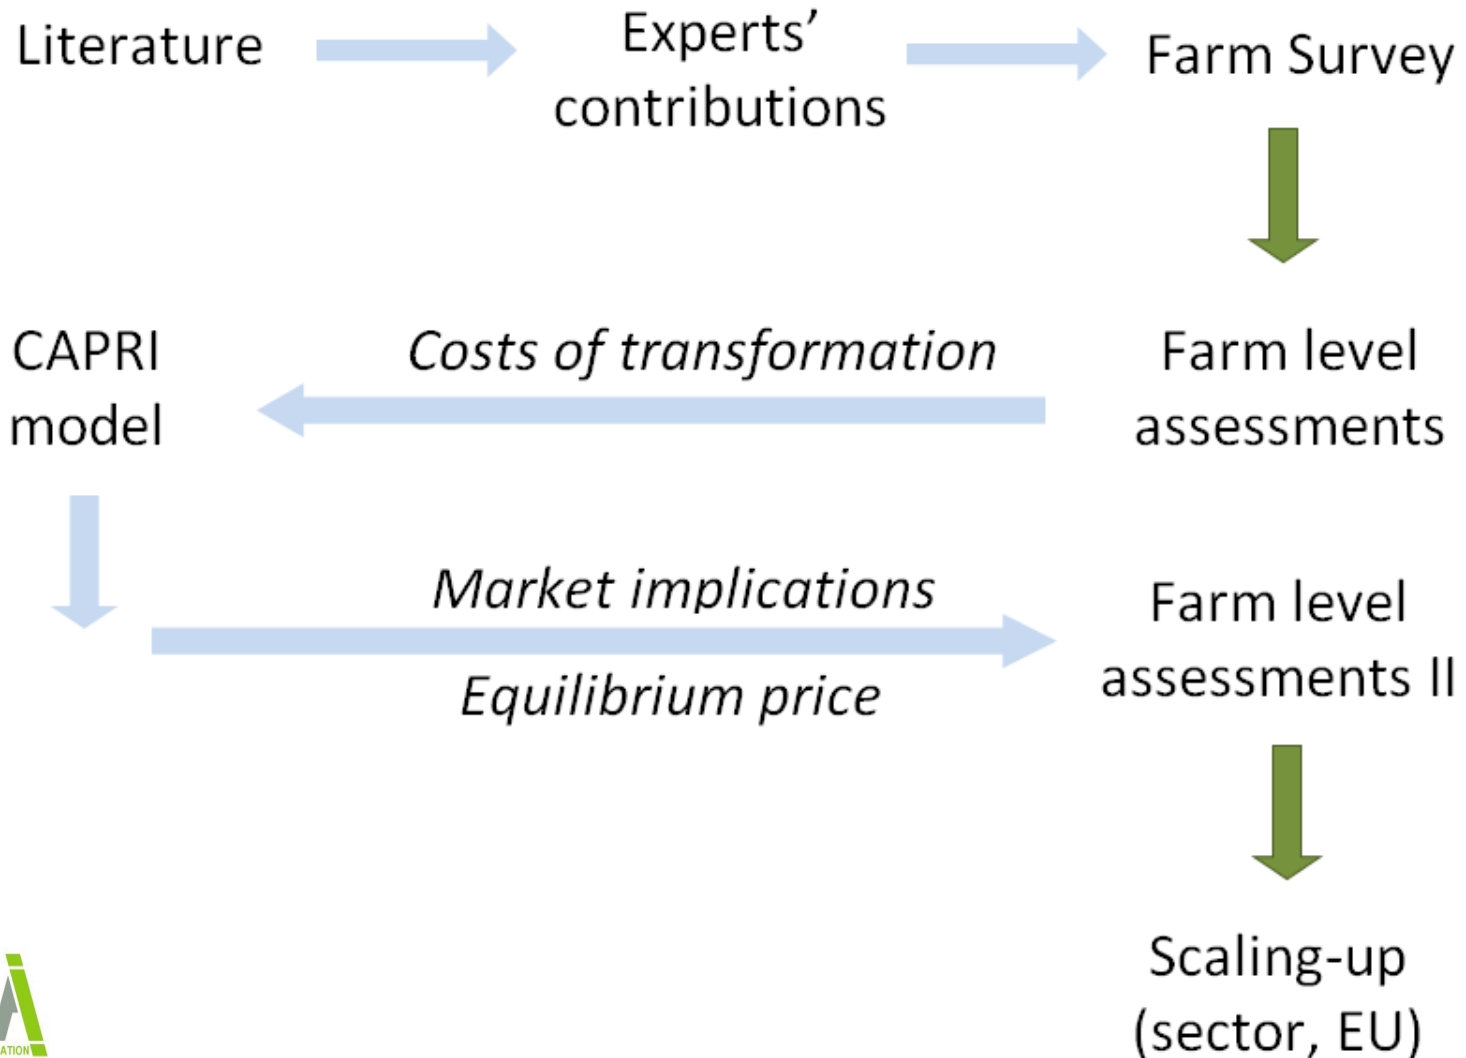 Literature
Experts’
contributions
Farm Survey
CAPRI
model
Costs of transformation
Farm level
assessments
Market implications
Equilibrium price
Farm level
assessments II
Scaling-up
(sector, EU)